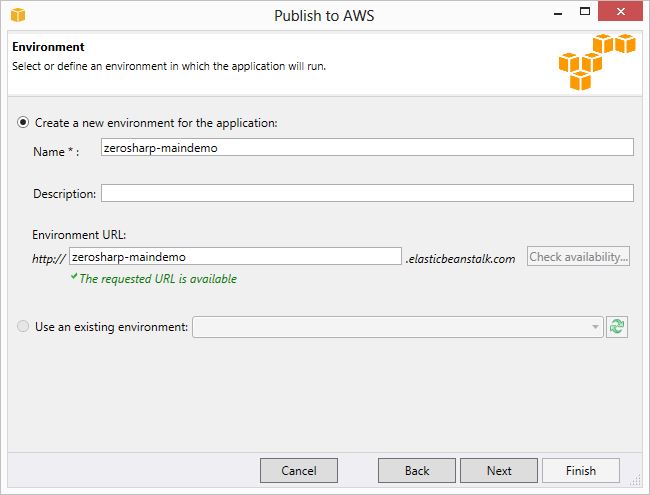 Publish to AWS
Environment
Select or define an environment in which the application will run.
Create a new environment for the application:
Name * : zerosharp-maindemo
Description:
Environment URL:
http:// zerosharp-maindemo .elasticbeanstalk.com Check availability...
The requested URL is available
Use an existing environment:
Cancel Back Next Finish